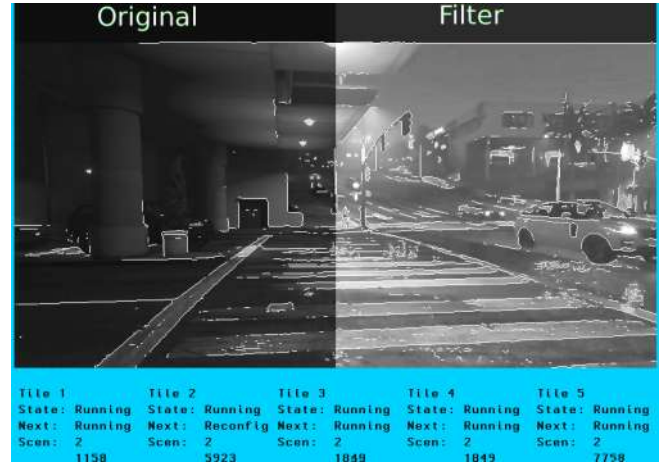 Original Filter
Tile 1 Tile 2 Tile 3 Tile 4 Tile 5
State: Running State: Running State: Running State: Running State: Running
Next: Running Next: Reconfig Next: Running Next: Running Next: Running
Scen: 2 Scen: 2 Scen: 2 Scen: 2 Scen: 2
1158 5923 1849 1849 7758